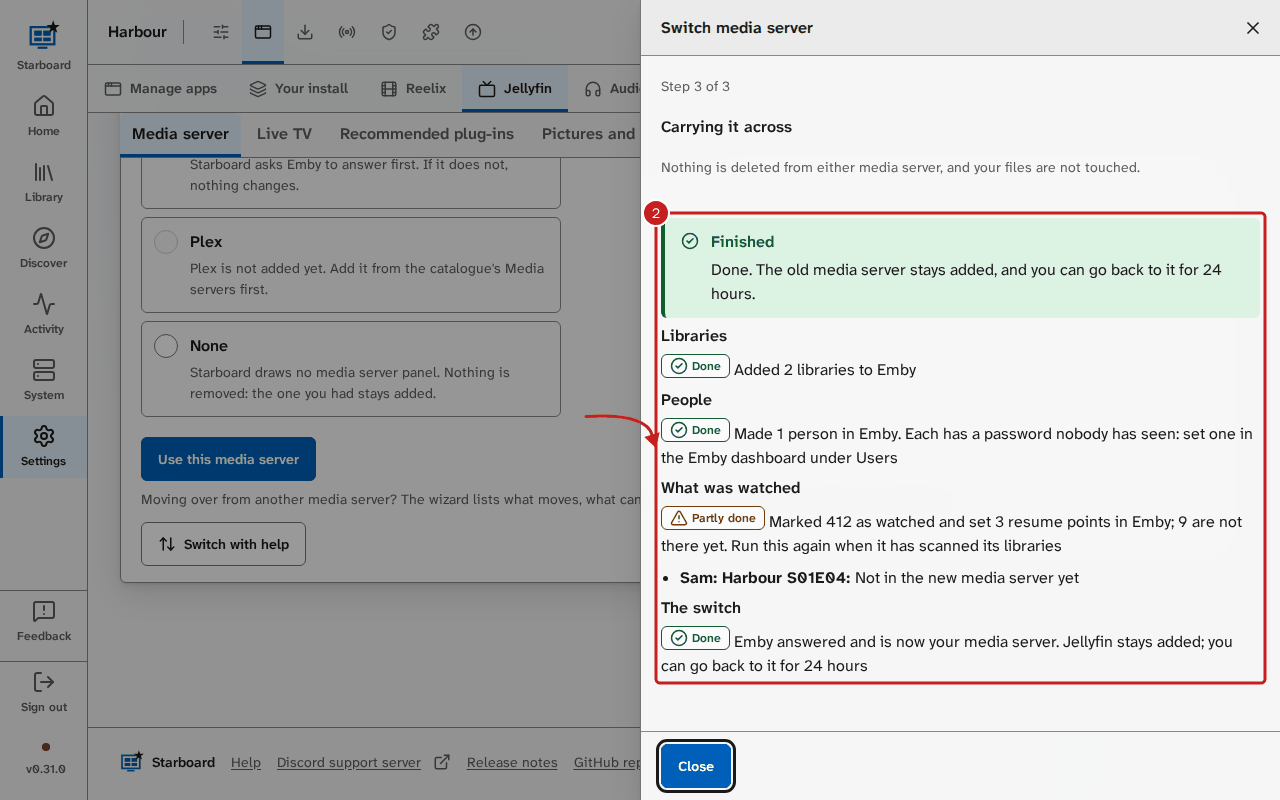 Starboard
Home
Library
Discover
Activity
System
Settings
Feedback
Sign out
v0.31.0
Harbour
Manage apps
Your install
Reelix
Jellyfin
Audi
Media server
Live TV
Recommended plug-ins
Pictures and
Starboard asks Emby to answer first. If it does not,
nothing changes.
Plex
Plex is not added yet. Add it from the catalogue's Media
servers first.
None
Starboard draws no media server panel. Nothing is
removed: the one you had stays added.
Use this media server
Moving over from another media server? The wizard lists what moves, what can
Switch with help
Starboard
Help
Discord support server
Release notes
GitHub rep
Switch media server
Step 3 of 3
Carrying it across
Nothing is deleted from either media server, and your files are not touched.
2
Finished
Done. The old media server stays added, and you can go back to it for 24
hours.
Libraries
Done Added 2 libraries to Emby
People
Done Made 1 person in Emby. Each has a password nobody has seen: set one in
the Emby dashboard under Users
What was watched
Partly done Marked 412 as watched and set 3 resume points in Emby; 9 are not
there yet. Run this again when it has scanned its libraries
• Sam: Harbour S01E04: Not in the new media server yet
The switch
Done Emby answered and is now your media server. Jellyfin stays added; you
can go back to it for 24 hours
Close